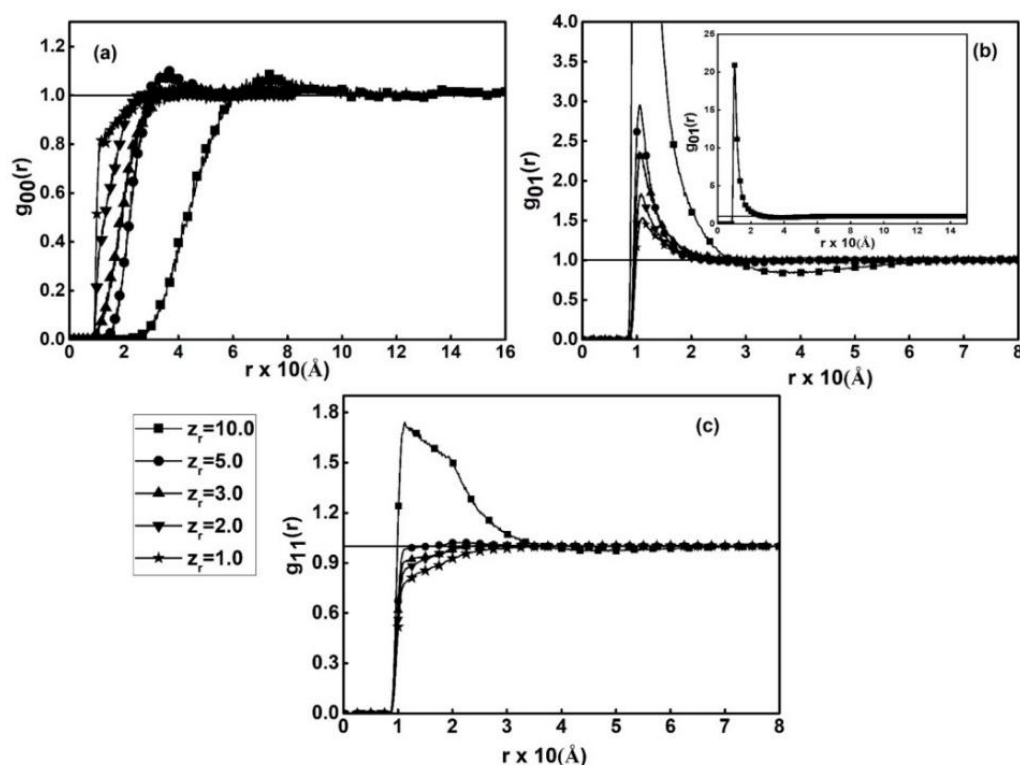 (a)
g00(r)
1.2
1.0
0.8
0.6
0.4
0.2
0.0
0 2 4 6 8 10 12 14 16
r x 10(Å)
(b)
g01(r)
4.0
3.5
3.0
2.5
2.0
1.5
1.0
0.5
0.0
0 1 2 3 4 5 6 7 8
r x 10(Å)
g01(r)
26
22
20
15
10
5
1
0
0 2 4 6 8 10 12 14
r x 10(Å)
zr=10.0
zr=5.0
zr=3.0
zr=2.0
zr=1.0
(c)
g11(r)
1.8
1.5
1.2
0.9
0.6
0.3
0.0
0 1 2 3 4 5 6 7 8
r x 10(Å)